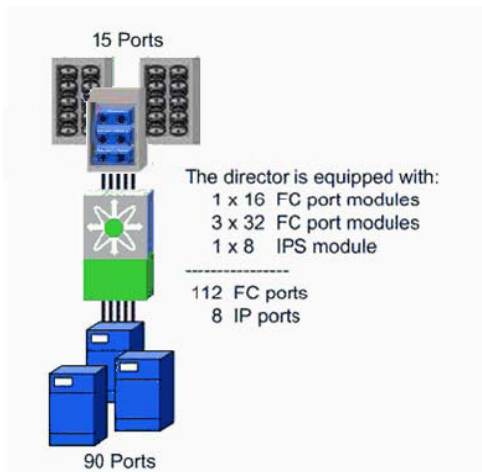 15 Ports
The director is equipped with:
1 x 16 FC port modules
3 x 32 FC port modules
1 x 8 IPS module
----------------
112 FC ports
8 IP ports
90 Ports